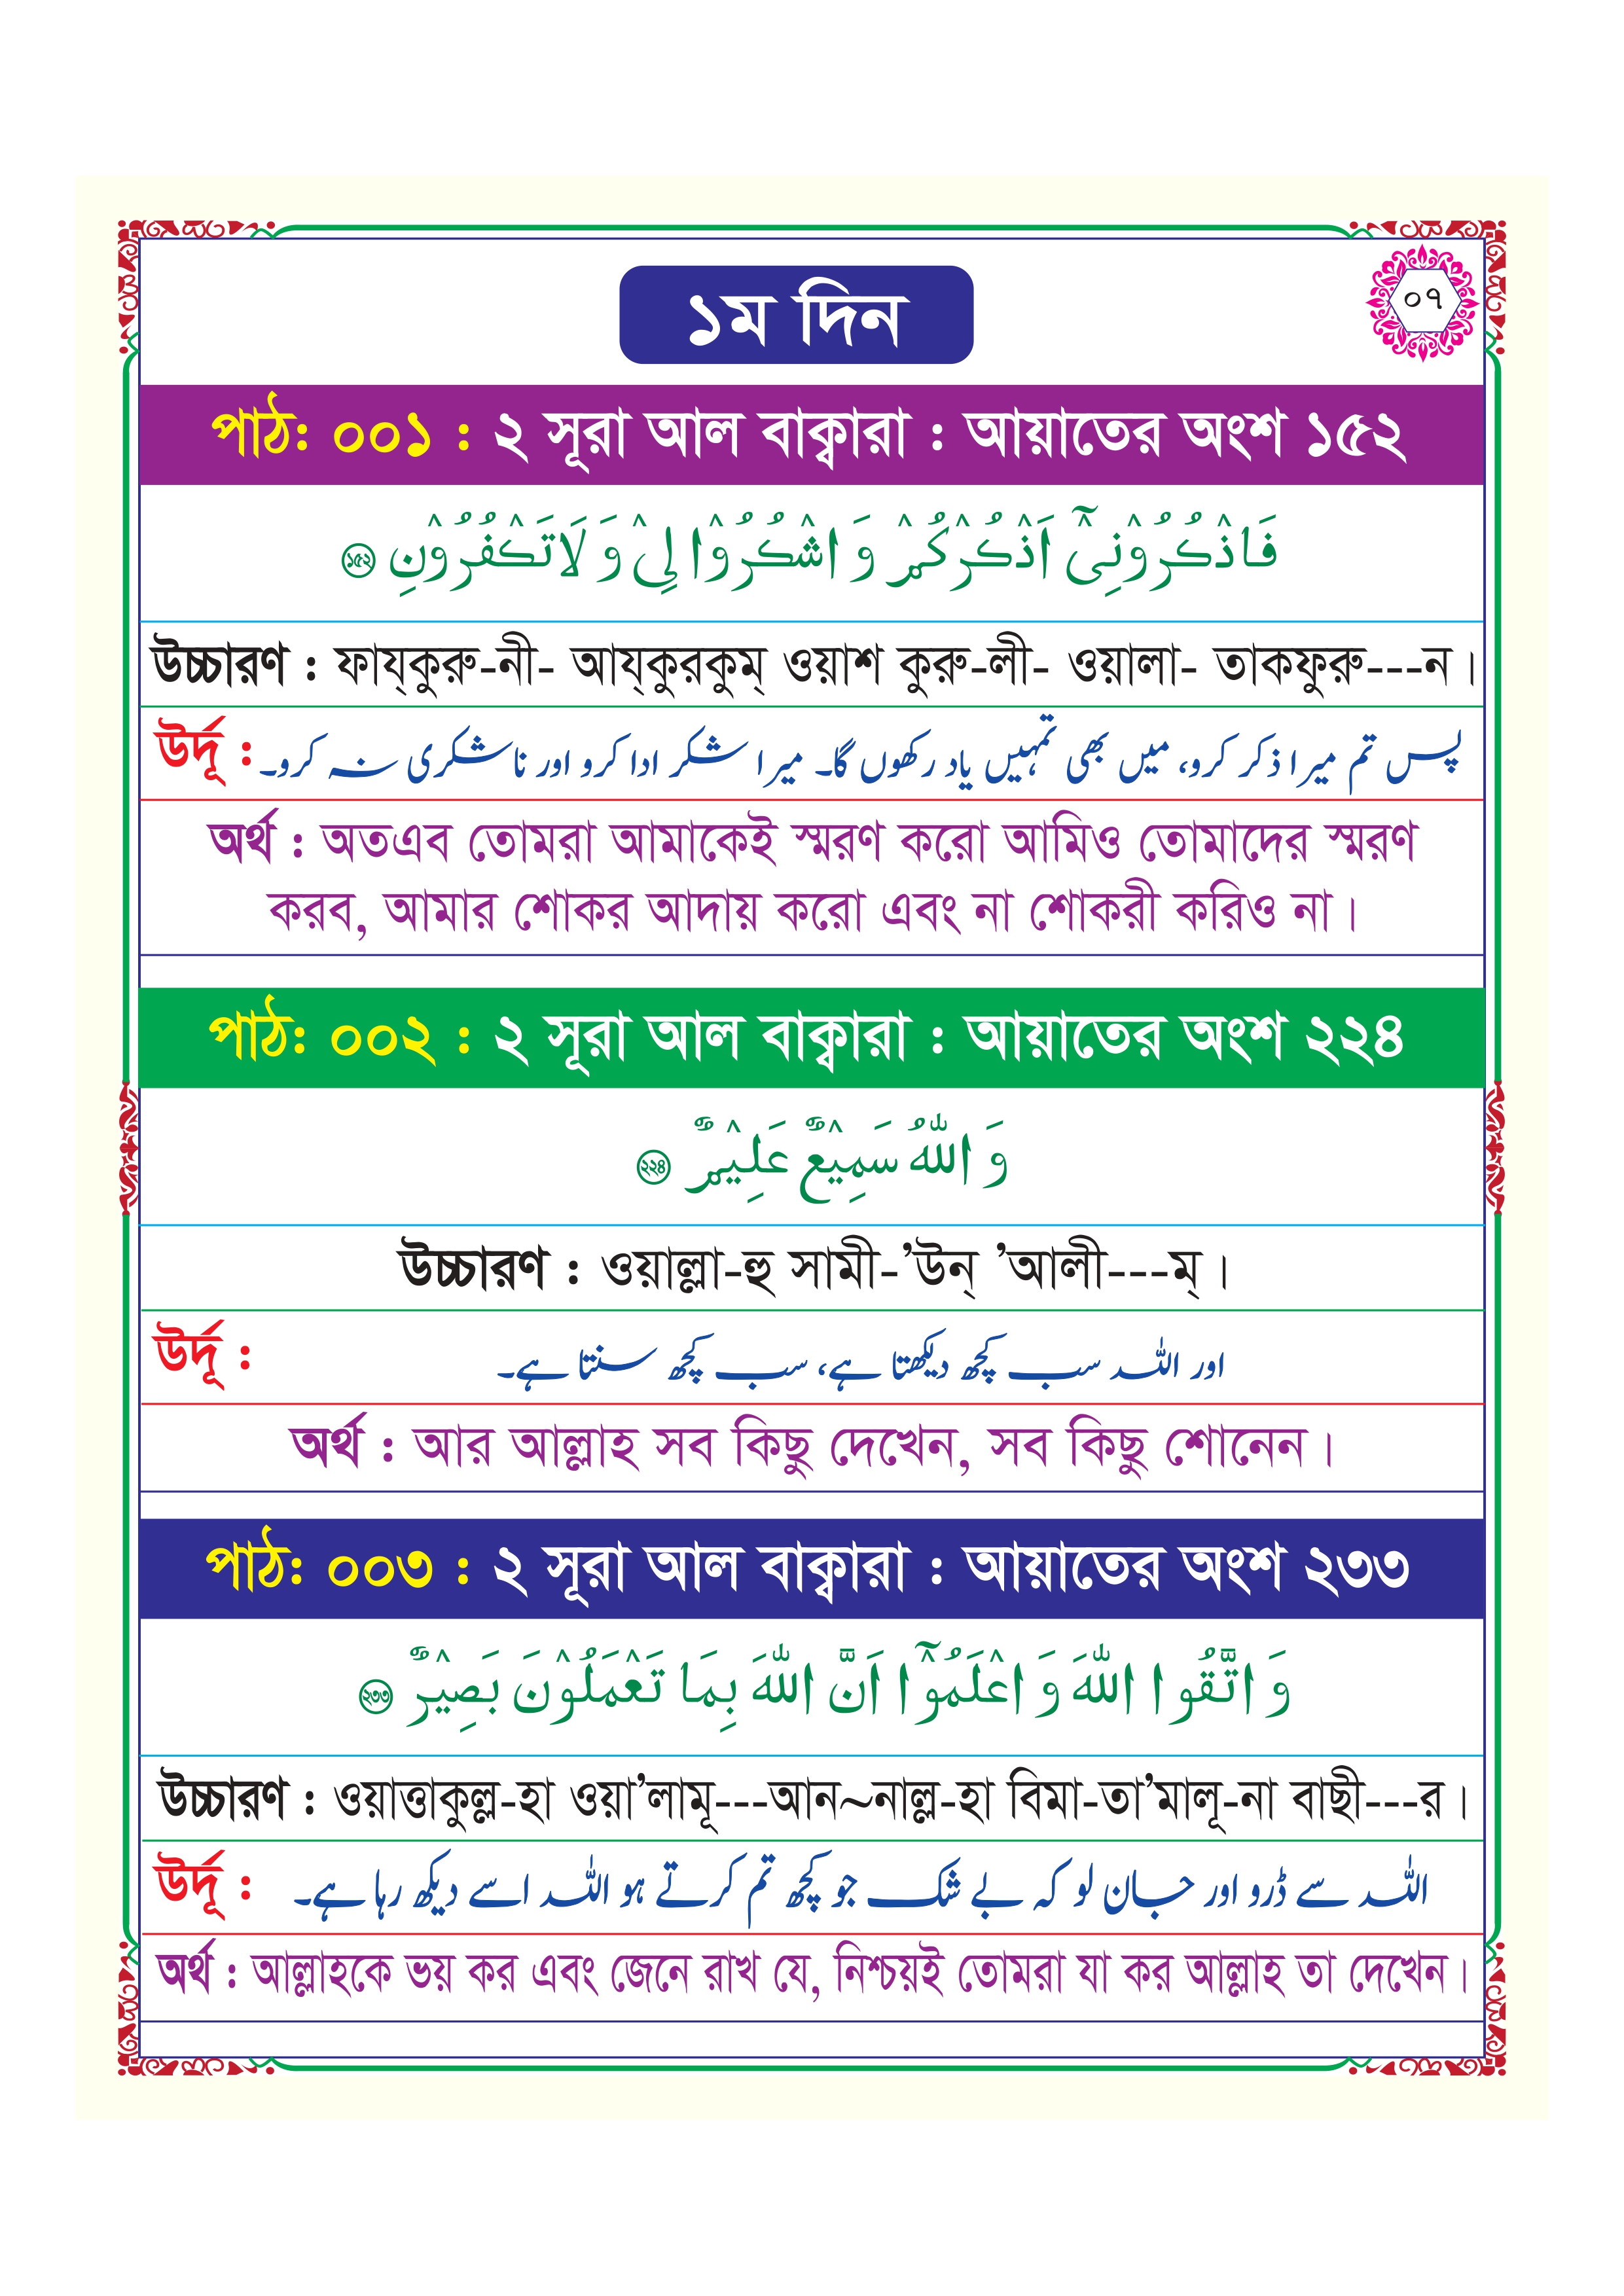 ১ম দিন
০৭
পাঠ: ০০১ : ২ সূরা আল বাক্বারা : আয়াতের অংশ ১৫২
فَاذْكُرُوْنِىْٓ اَذْكُرْكُمْ وَاشْكُرُوْا لِىْ وَلَاتَكْفُرُوْنِ ১৫২
উচ্চারণ : ফায্‌কুরু-নী- আয্‌কুরকুম্ ওয়াশ কুরু-লী- ওয়ালা- তাকফুরু---ন।
উর্দূ : پس تم میرا ذکر کرو، میں بھی تمہیں یاد رکھوں گا۔ میرا شکر ادا کرو اور ناشکری نہ کرو۔
অর্থ : অতএব তোমরা আমাকেই স্মরণ করো আমিও তোমাদের স্মরণ
করব, আমার শোকর আদায় করো এবং না শোকরী করিও না।
পাঠ: ০০২ : ২ সূরা আল বাক্বারা : আয়াতের অংশ ২২৪
وَاللّٰهُ سَمِيْعٌ عَلِيْمٌ ২২৪
উচ্চারণ : ওয়াল্লা-হু সামী-’উন্ ’আলী---ম্।
উর্দূ : اور اللہ سب کچھ دیکھتا ہے، سب کچھ سنتا ہے۔
অর্থ : আর আল্লাহ সব কিছু দেখেন, সব কিছু শোনেন।
পাঠ: ০০৩ : ২ সূরা আল বাক্বারা : আয়াতের অংশ ২৩৩
وَاتَّقُوا اللّٰهَ وَاعْلَمُوْٓا اَنَّ اللّٰهَ بِمَا تَعْمَلُوْنَ بَصِيْرٌ ২৩৩
উচ্চারণ : ওয়াত্তাকুল্ল-হা ওয়া’লামূ---আন~নাল্ল-হা বিমা-তা’মালূ-না বাছী---র।
উর্দূ : اللہ سے ڈرو اور جان لو کہ بے شک جو کچھ تم کرتے ہو اللہ اسے دیکھ رہا ہے۔
অর্থ : আল্লাহকে ভয় কর এবং জেনে রাখ যে, নিশ্চয়ই তোমরা যা কর আল্লাহ তা দেখেন।